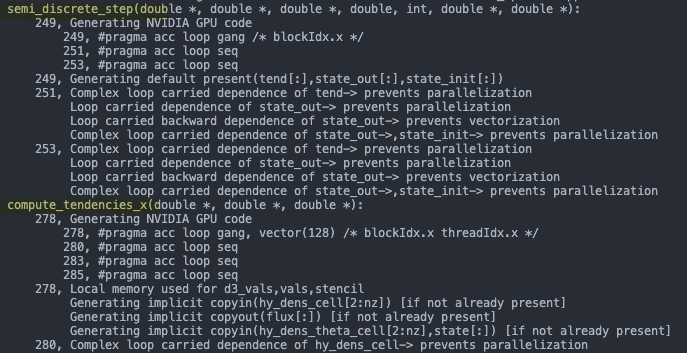 semi_discrete_step(double *, double *, double *, double, int, double *, double *):
249, Generating NVIDIA GPU code
249, #pragma acc loop gang /* blockIdx.x */
251, #pragma acc loop seq
253, #pragma acc loop seq
249, Generating default present(tend[:],state_out[:],state_init[:])
251, Complex loop carried dependence of tend-> prevents parallelization
Loop carried dependence of state_out-> prevents parallelization
Loop carried backward dependence of state_out-> prevents vectorization
Complex loop carried dependence of state_out->,state_init-> prevents parallelization
253, Complex loop carried dependence of tend-> prevents parallelization
Loop carried dependence of state_out-> prevents parallelization
Loop carried backward dependence of state_out-> prevents vectorization
Complex loop carried dependence of state_out->,state_init-> prevents parallelization
compute_tendencies_x(double *, double *, double *):
278, Generating NVIDIA GPU code
278, #pragma acc loop gang, vector(128) /* blockIdx.x threadIdx.x */
280, #pragma acc loop seq
283, #pragma acc loop seq
285, #pragma acc loop seq
278, Local memory used for d3_vals,vals,stencil
Generating implicit copyin(hy_dens_cell[2:nz]) [if not already present]
Generating implicit copyout(flux[:]) [if not already present]
Generating implicit copyin(hy_dens_theta_cell[2:nz],state[:]) [if not already present]
280, Complex loop carried dependence of hy_dens_cell-> prevents parallelization